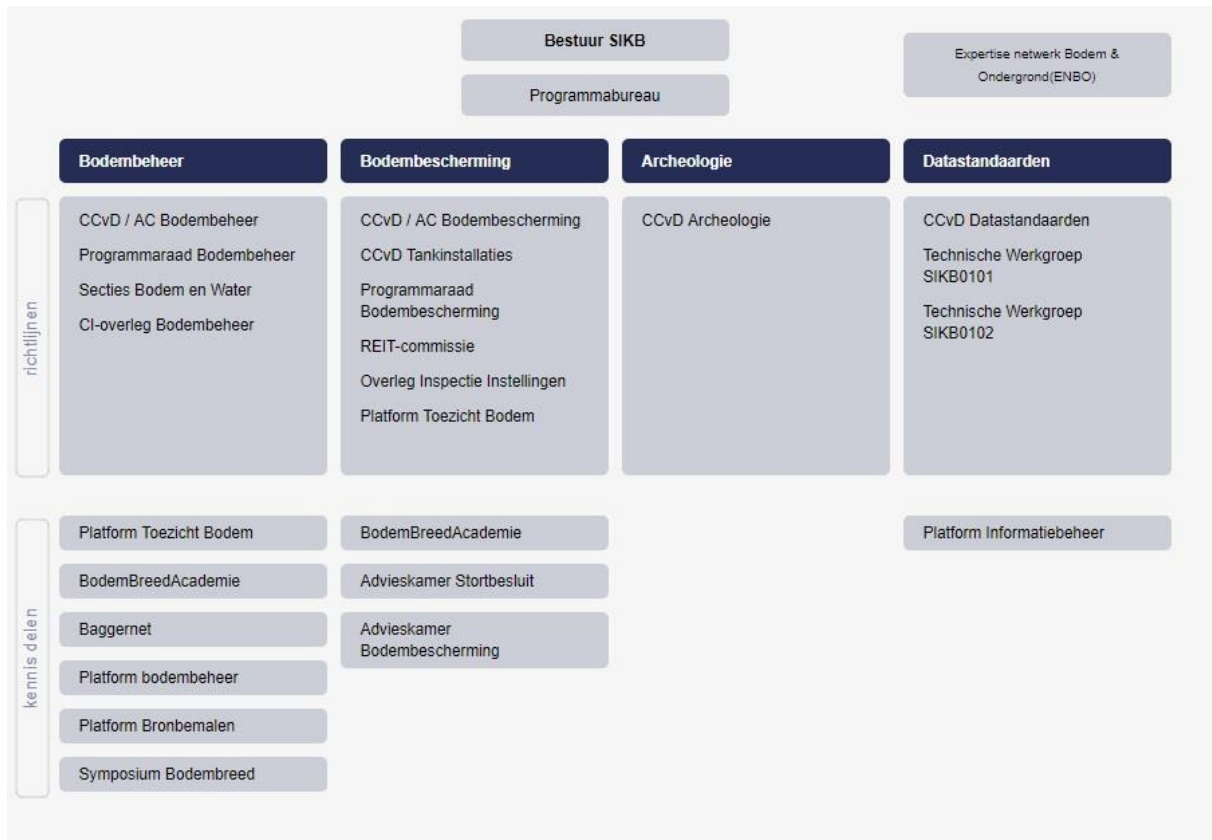 Bestuur SIKB
Programmabureau
Expertise netwerk Bodem &
Ondergrond(ENBO)
Bodembeheer
Bodembescherming
Archeologie
Datastandaarden
richtlijnen
CCvD / AC Bodembeheer
Programmaraad Bodembeheer
Secties Bodem en Water
CI-overleg Bodembeheer
CCvD / AC Bodembescherming
CCvD Tankinstallaties
Programmaraad
Bodembescherming
REIT-commissie
Overleg Inspectie Instellingen
Platform Toezicht Bodem
CCvD Archeologie
CCvD Datastandaarden
Technische Werkgroep
SIKB0101
Technische Werkgroep
SIKB0102
kennis delen
Platform Toezicht Bodem
BodemBreedAcademie
Baggernet
Platform bodembeheer
Platform Bronbemalen
Symposium Bodembreed
BodemBreedAcademie
Advieskamer Stortbesluit
Advieskamer
Bodembescherming
Platform Informatiebeheer